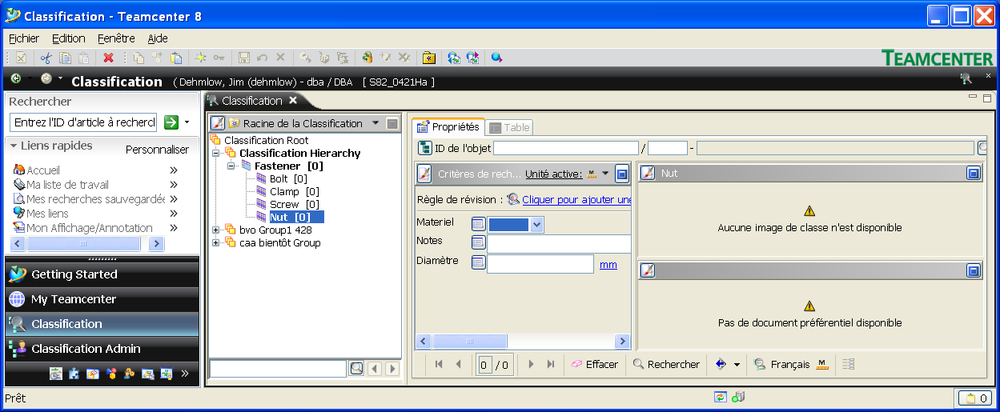 Classification - Teamcenter 8
Fichier Edition Fenêtre Aide
TEAMCENTER
Classification ( Dehmlow, Jim (dehmlow) - dba / DBA [ S82_0421Ha ]
Rechercher
Entrez l'ID d'article à recherch
Liens rapides Personnaliser
Accueil
Ma liste de travail
Mes recherches sauvegardée
Mes liens
Mon Affichage/Annotation
Getting Started
My Teamcenter
Classification
Classification Admin
Prêt
Classification
Racine de la Classification
Classification Root
Classification Hierarchy
Fastener [0]
Bolt [0]
Clamp [0]
Screw [0]
Nut [0]
bvo Group1 428
caa bientôt Group
Propriétés Table
ID de l'objet / -
Critères de rech... Unité active:
Règle de révision : Cliquer pour ajouter une
Materiel
Notes
Diamètre mm
Nut
Aucune image de classe n'est disponible
Pas de document préférentiel disponible
0 / 0 Effacer Rechercher Français
0